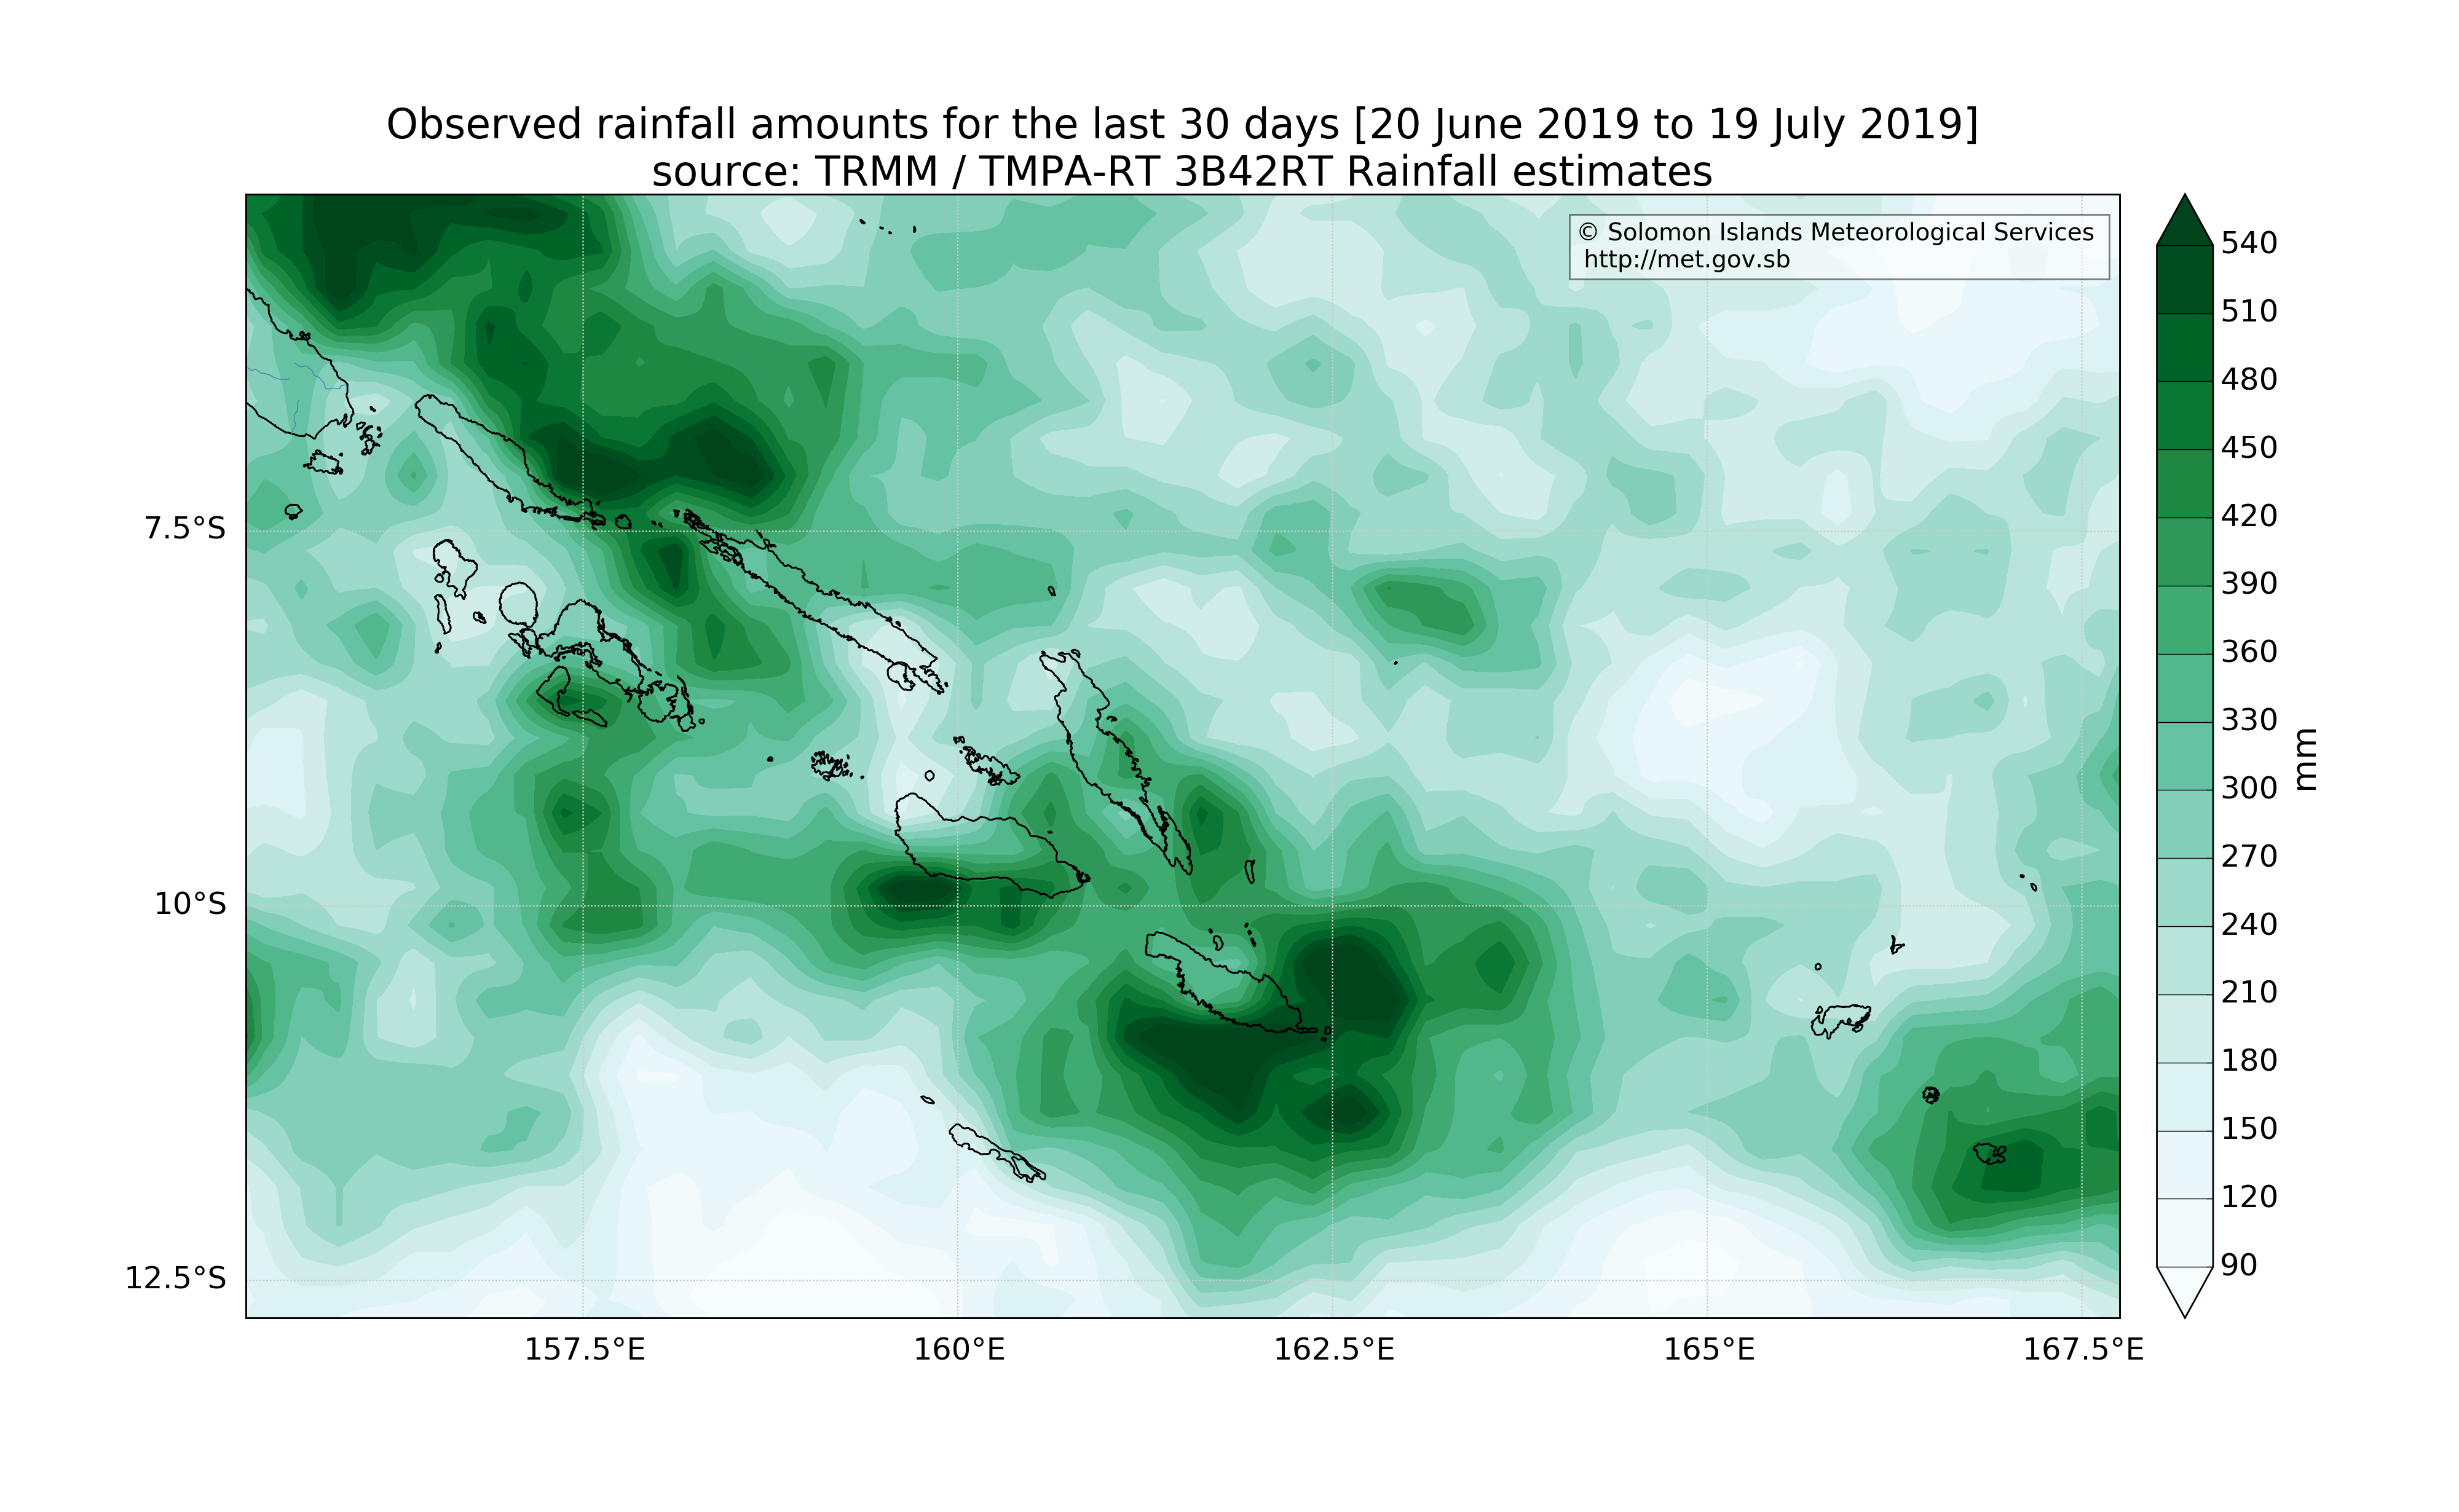 Observed rainfall amounts for the last 30 days [20 June 2019 to 19 July 2019]
source: TRMM / TMPA-RT 3B42RT Rainfall estimates
© Solomon Islands Meteorological Services
http://met.gov.sb
7.5°S
10°S
12.5°S
157.5°E
160°E
162.5°E
165°E
167.5°E
540
510
480
450
420
390
360
330
300
270
240
210
180
150
120
90
mm